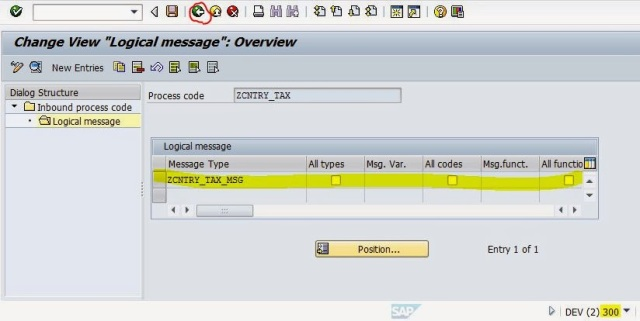 Change View "Logical message": Overview
New Entries
Dialog Structure
Inbound process code
Logical message
Process code ZCNTRY_TAX
Logical message
Message Type All types Msg. Var. All codes Msg.funct. All functio
ZCNTRY_TAX_MSG
Position... Entry 1 of 1
SAP DEV (2) 300